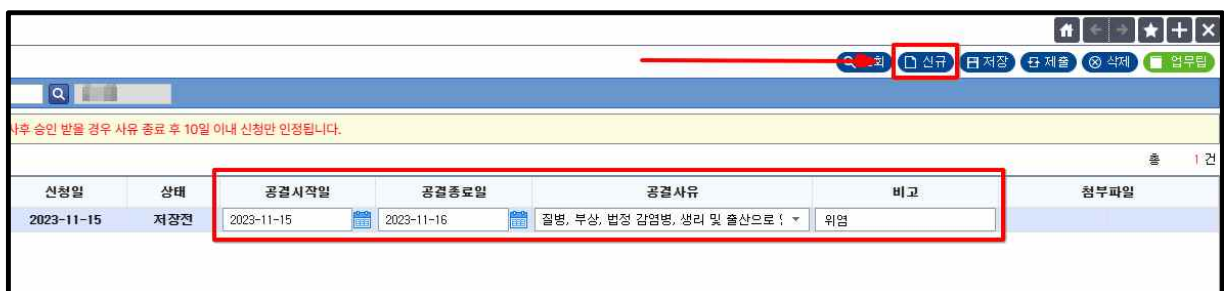 신규 저장 제출 삭제 업무팁
사후 승인 받을 경우 사유 종료 후 10일 이내 신청만 인정됩니다.
총 1 건
신청일 상태 공결시작일 공결종료일 공결사유 비고 첨부파일
2023-11-15 저장전 2023-11-15 2023-11-16 질병, 부상, 법정 감염병, 생리 및 출산으로 위염